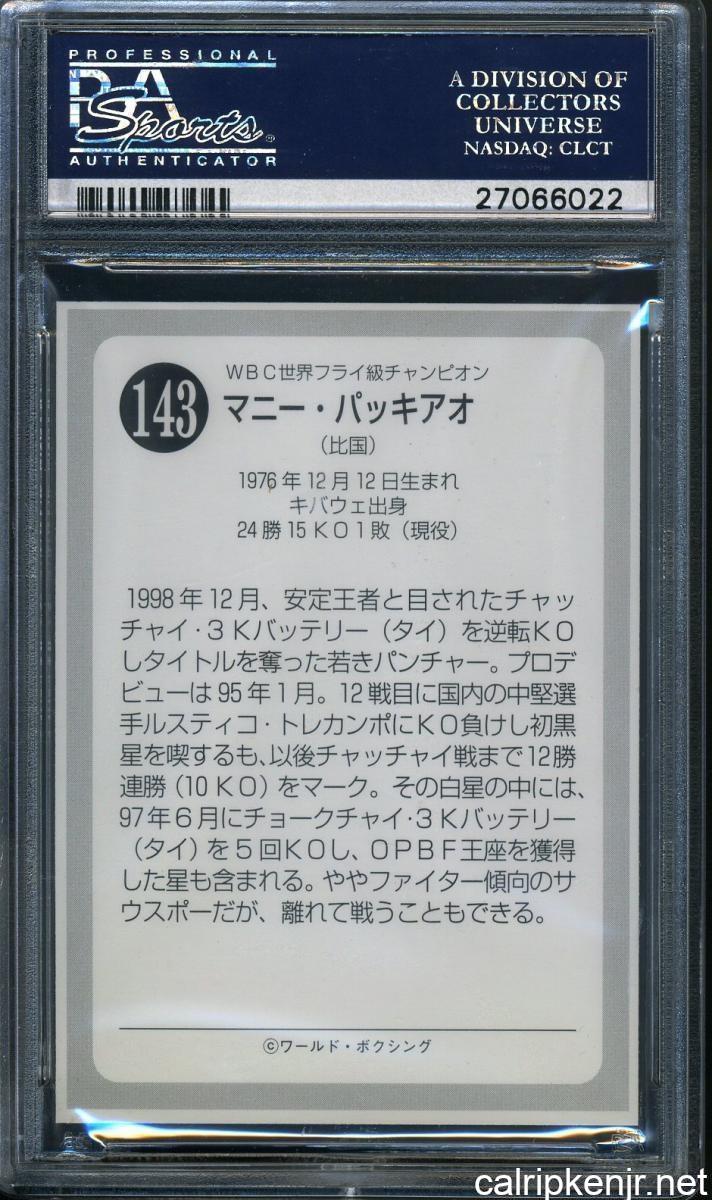 PROFESSIONAL
PSA
Sports
AUTHENTICATOR
A DIVISION OF
COLLECTORS
UNIVERSE
NASDAQ: CLCT
27066022
143
WBC世界フライ級チャンピオン
マニー・パッキアオ
（比国）
1976年12月12日生まれ
キバウェ出身
24勝15KO1敗（現役）
1998年12月、安定王者と目されたチャッ
チャイ・3Kバッテリー（タイ）を逆転KO
しタイトルを奪った若きパンチャー。プロデ
ビューは95年1月。12戦目に国内の中堅選
手ルスティコ・トレカンポにKO負けし初黒
星を喫するも、以後チャッチャイ戦まで12勝
連勝（10KO）をマーク。その白星の中には、
97年6月にチョークチャイ・3Kバッテリー
（タイ）を5回KOし、OPBF王座を獲得
した星も含まれる。ややファイター傾向のサ
ウスポーだが、離れて戦うこともできる。
©ワールド・ボクシング
calripkenjr.net